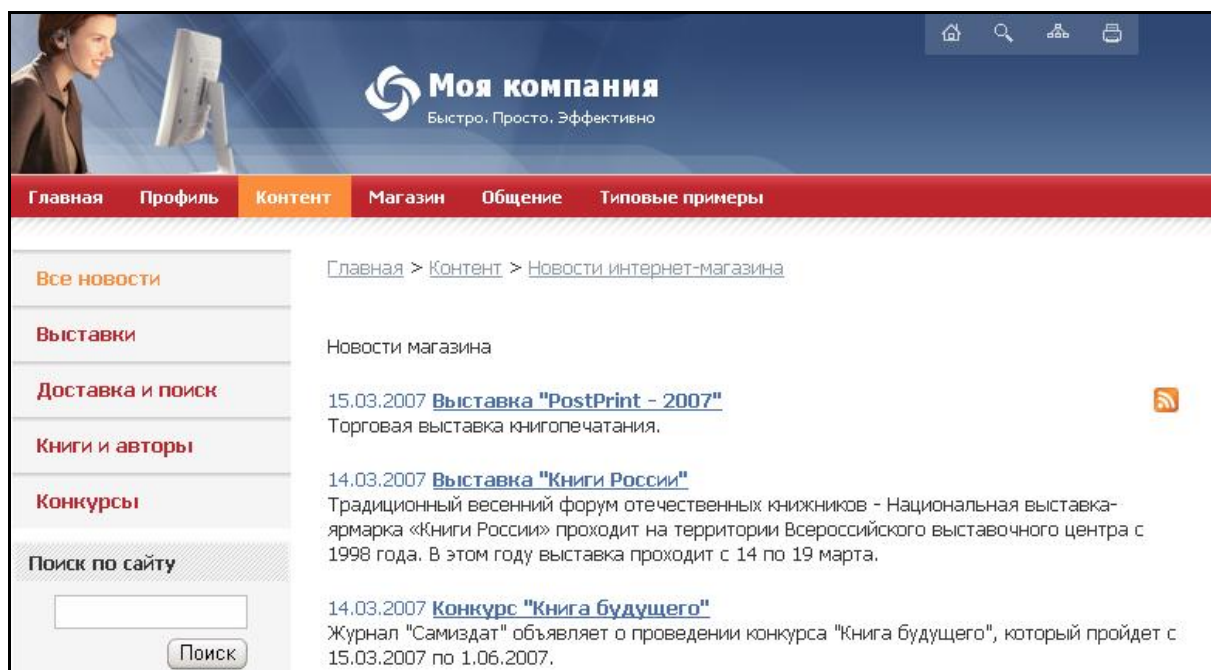 Моя компания
Быстро. Просто. Эффективно
Главная Профиль Контент Магазин Общение Типовые примеры
Все новости
Выставки
Доставка и поиск
Книги и авторы
Конкурсы
Поиск по сайту
Поиск
Главная > Контент > Новости интернет-магазина
Новости магазина
15.03.2007 Выставка "PostPrint - 2007"
Торговая выставка книгопечатания.
14.03.2007 Выставка "Книги России"
Традиционный весенний форум отечественных книжников - Национальная выставка-
ярмарка «Книги России» проходит на территории Всероссийского выставочного центра с
1998 года. В этом году выставка проходит с 14 по 19 марта.
14.03.2007 Конкурс "Книга будущего"
Журнал "Самиздат" объявляет о проведении конкурса "Книга будущего", который пройдет с
15.03.2007 по 1.06.2007.